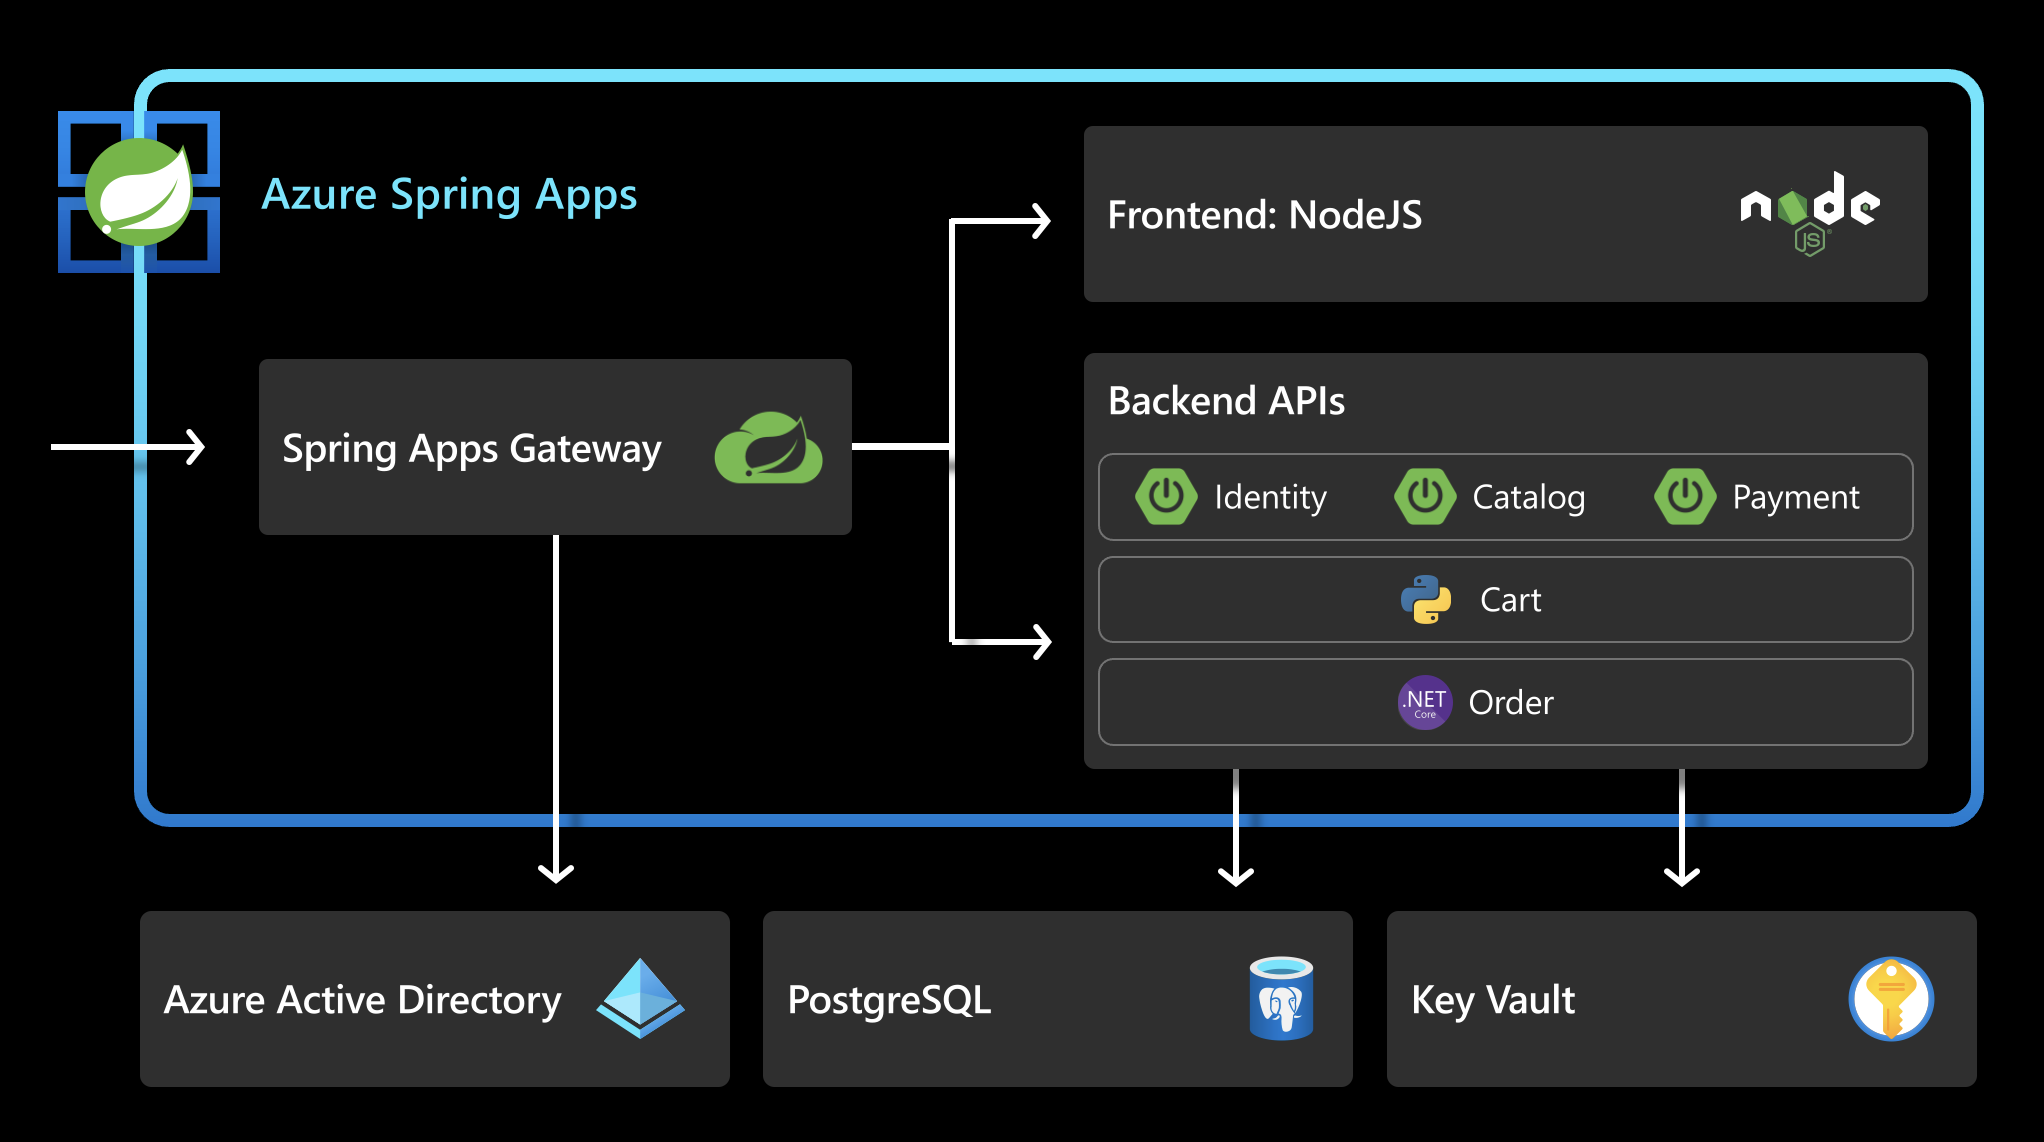 Azure Spring Apps
Frontend: NodeJS
node
JS
Spring Apps Gateway
Backend APIs
Identity
Catalog
Payment
Cart
.NET
Core
Order
Azure Active Directory
PostgreSQL
Key Vault